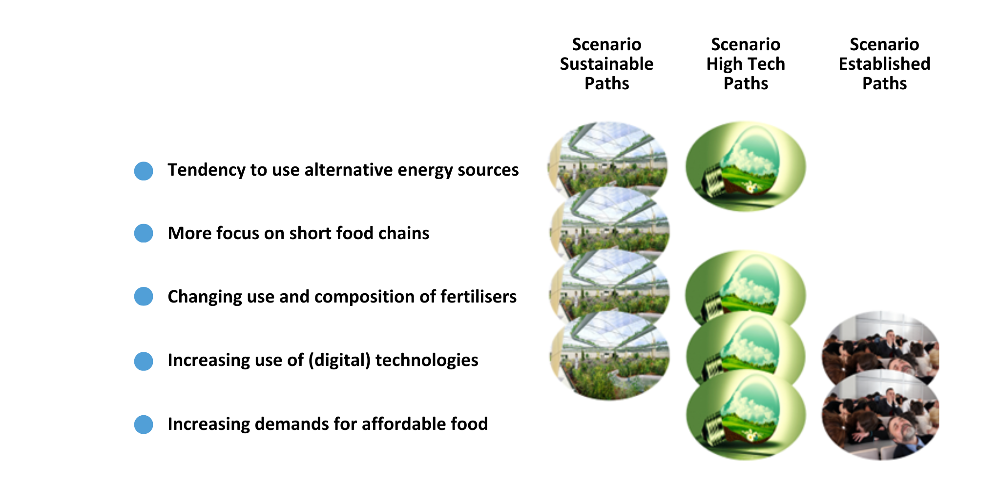 Scenario
Sustainable
Paths
Scenario
High Tech
Paths
Scenario
Established
Paths
Tendency to use alternative energy sources
More focus on short food chains
Changing use and composition of fertilisers
Increasing use of (digital) technologies
Increasing demands for affordable food